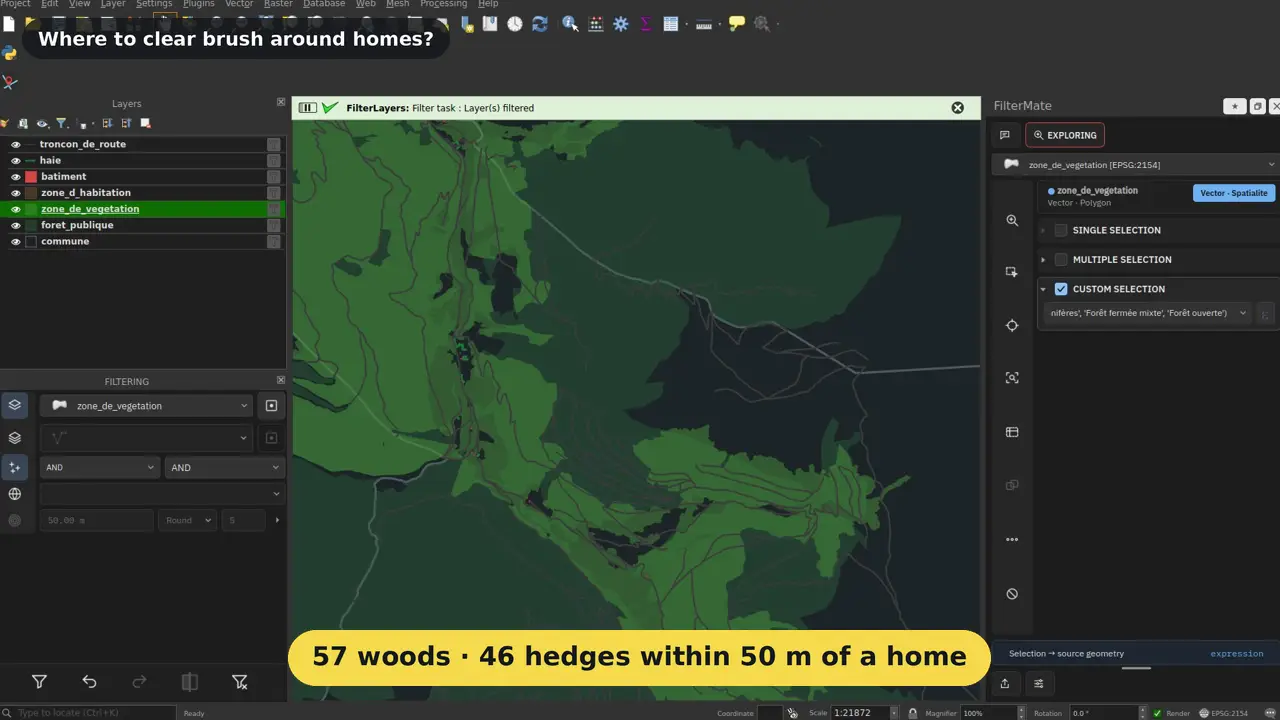 Project Edit View Layer Settings Plugins Vector Raster Database Web Mesh Processing Help
Where to clear brush around homes?
Layers
troncon_de_route
haie
batiment
zone_d_habitation
zone_de_vegetation
foret_publique
commune
FILTERING
zone_de_vegetation
AND AND
50.00 m Round 5
FilterLayers: Filter task : Layer(s) filtered
FilterMate
EXPLORING
zone_de_vegetation [EPSG:2154]
zone_de_vegetation
Vector · Polygon
Vector · Spatialite
SINGLE SELECTION
MULTIPLE SELECTION
CUSTOM SELECTION
nifères', 'Forêt fermée mixte', 'Forêt ouverte')
Selection → source geometry expression
57 woods · 46 hedges within 50 m of a home
Type to locate (Ctrl+K) Ready Coordinate Scale 1:21872 Magnifier 100% Rotation 0.0 ° Render EPSG:2154